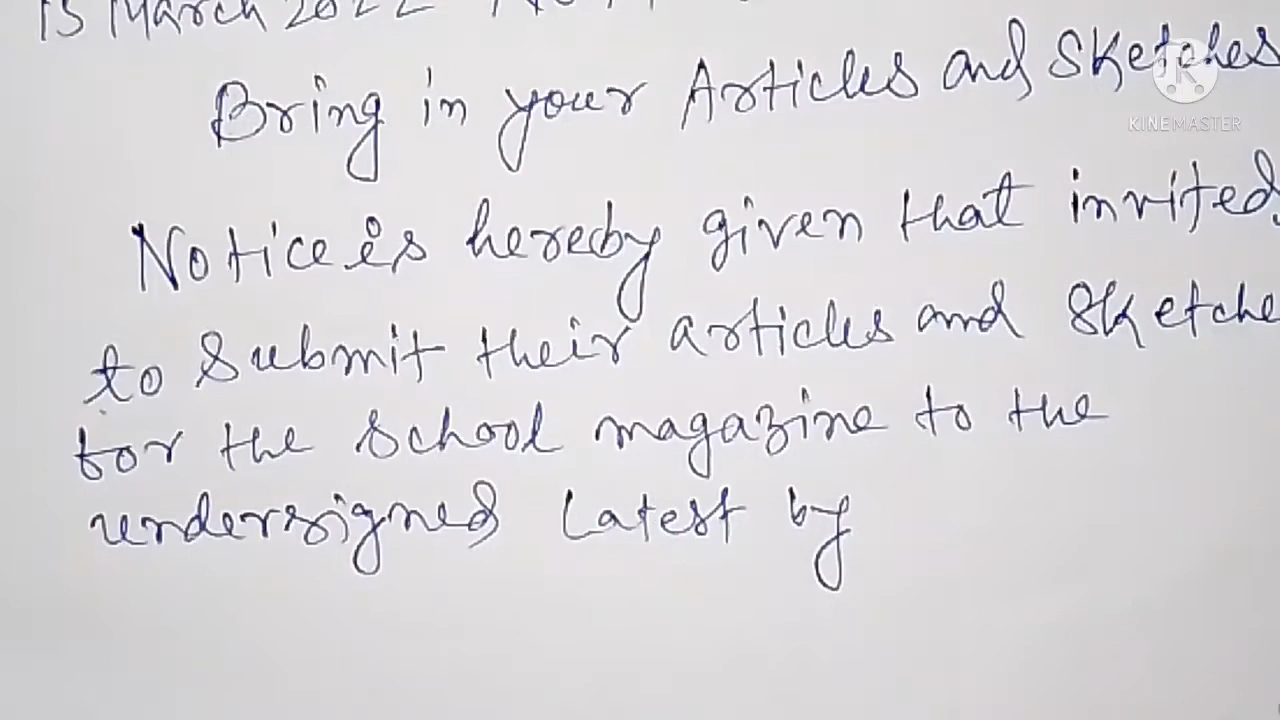 15 March 2022
Bring in your Articles and Sketches
KINEMASTER
Notice is hereby given that invited
to submit their articles and sketche
for the school magazine to the
undersigned latest by